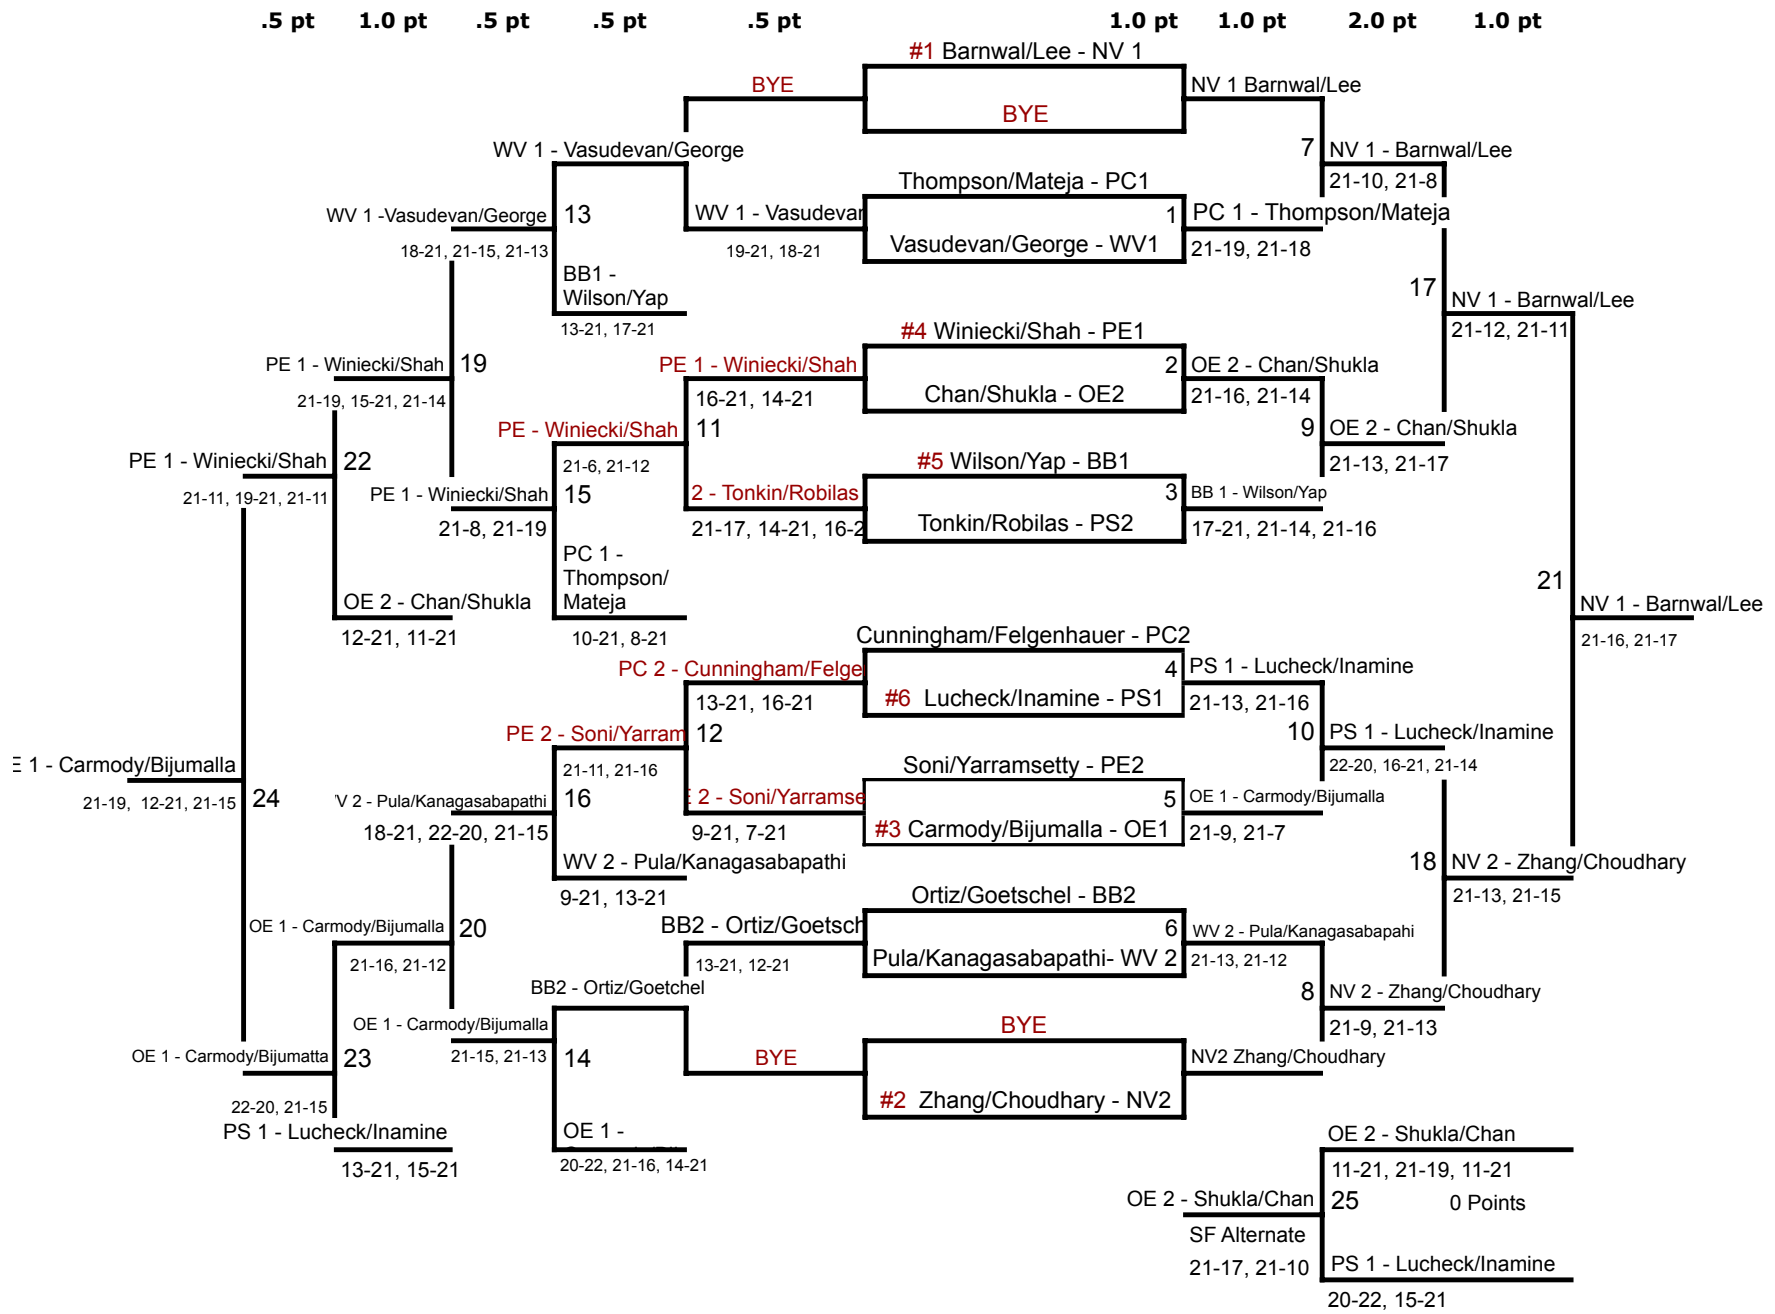 .5 pt 1.0 pt .5 pt .5 pt .5 pt 1.0 pt 1.0 pt 2.0 pt 1.0 pt
#1 Barnwal/Lee - NV 1
BYE NV 1 Barnwal/Lee
BYE
WV 1 - Vasudevan/George 7 NV 1 - Barnwal/Lee
Thompson/Mateja - PC1 21-10, 21-8
WV 1 -Vasudevan/George 13 WV 1 - Vasudevan 1 PC 1 - Thompson/Mateja
18-21, 21-15, 21-13 19-21, 18-21 Vasudevan/George - WV1 21-19, 21-18
BB1 -
Wilson/Yap 17 NV 1 - Barnwal/Lee
13-21, 17-21 #4 Winiecki/Shah - PE1 21-12, 21-11
PE 1 - Winiecki/Shah 19 PE 1 - Winiecki/Shah 2 OE 2 - Chan/Shukla
21-19, 15-21, 21-14 16-21, 14-21 Chan/Shukla - OE2 21-16, 21-14
PE - Winiecki/Shah 11 9 OE 2 - Chan/Shukla
PE 1 - Winiecki/Shah 22 21-6, 21-12 #5 Wilson/Yap - BB1 21-13, 21-17
21-11, 19-21, 21-11 PE 1 - Winiecki/Shah 15 2 - Tonkin/Robilas 3 BB 1 - Wilson/Yap
21-8, 21-19 21-17, 14-21, 16-2 Tonkin/Robilas - PS2 17-21, 21-14, 21-16
PC 1 -
Thompson/
Mateja 21
OE 2 - Chan/Shukla NV 1 - Barnwal/Lee
12-21, 11-21 10-21, 8-21 Cunningham/Felgenhauer - PC2 21-16, 21-17
PC 2 - Cunningham/Felge 4 PS 1 - Lucheck/Inamine
13-21, 16-21 #6 Lucheck/Inamine - PS1 21-13, 21-16
PE 2 - Soni/Yarram 12 10 PS 1 - Lucheck/Inamine
E 1 - Carmody/Bijumalla 21-11, 21-16 Soni/Yarramsetty - PE2 22-20, 16-21, 21-14
21-19, 12-21, 21-15 24 V 2 - Pula/Kanagasabapathi 16 E 2 - Soni/Yarramse 5 OE 1 - Carmody/Bijumalla
18-21, 22-20, 21-15 9-21, 7-21 #3 Carmody/Bijumalla - OE1 21-9, 21-7
WV 2 - Pula/Kanagasabapathi 18 NV 2 - Zhang/Choudhary
9-21, 13-21 Ortiz/Goetschel - BB2 21-13, 21-15
OE 1 - Carmody/Bijumalla 20 BB2 - Ortiz/Goetsch 6 WV 2 - Pula/Kanagasabapahi
21-16, 21-12 13-21, 12-21 Pula/Kanagasabapathi- WV 2 21-13, 21-12
BB2 - Ortiz/Goetchel 8 NV 2 - Zhang/Choudhary
OE 1 - Carmody/Bijumalla BYE 21-9, 21-13
OE 1 - Carmody/Bijumatta 23 21-15, 21-13 14 BYE NV2 Zhang/Choudhary
22-20, 21-15 #2 Zhang/Choudhary - NV2
PS 1 - Lucheck/Inamine OE 1 - OE 2 - Shukla/Chan
13-21, 15-21 20-22, 21-16, 14-21 11-21, 21-19, 11-21
OE 2 - Shukla/Chan 25 0 Points
SF Alternate
21-17, 21-10 PS 1 - Lucheck/Inamine
20-22, 15-21